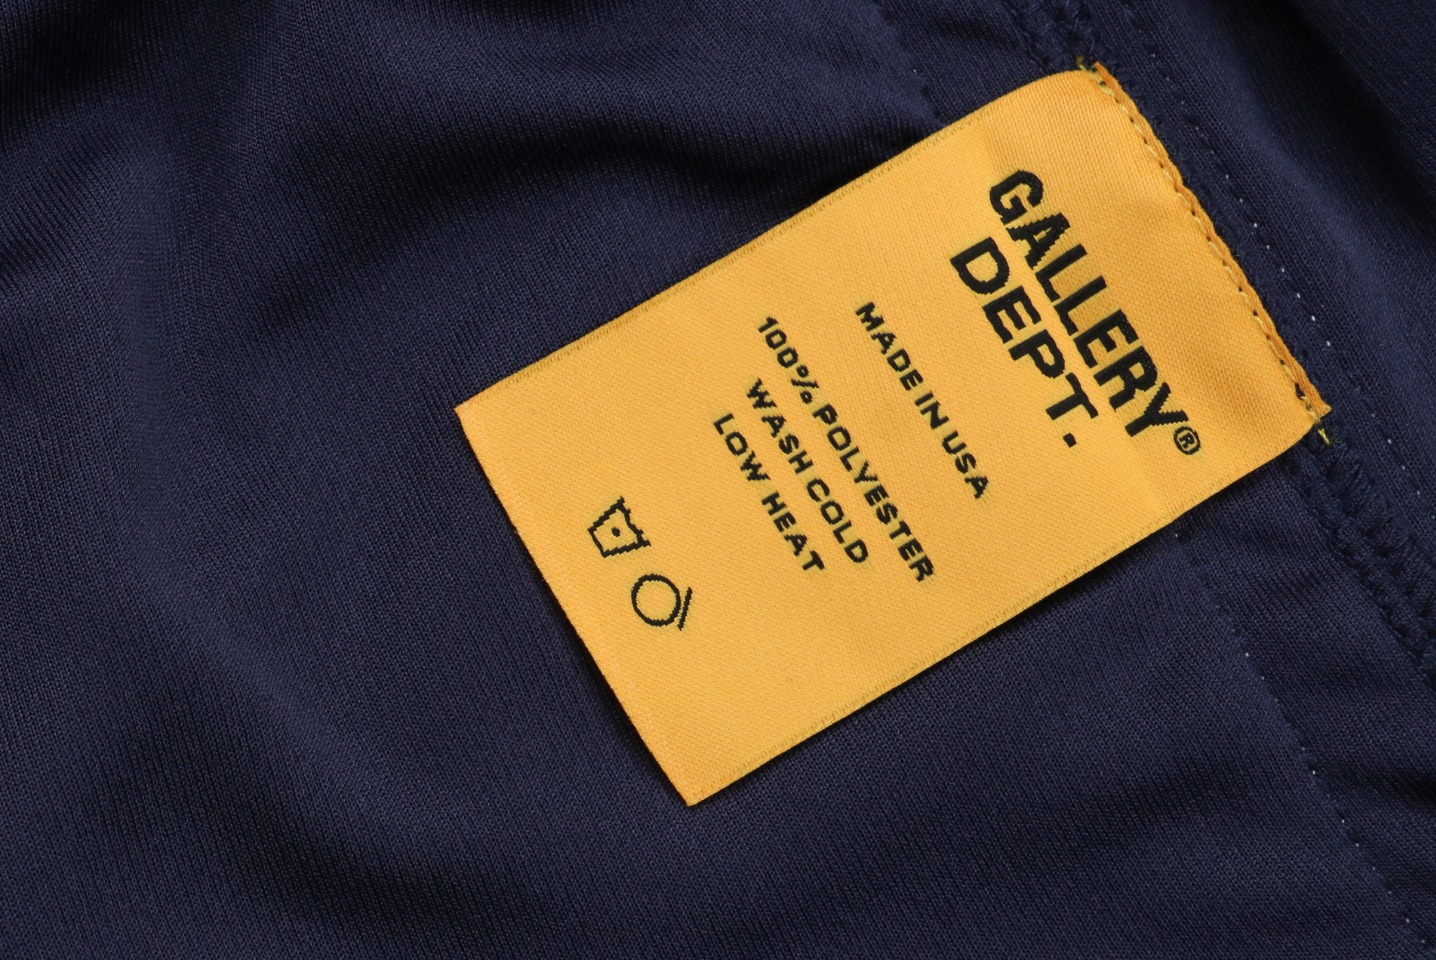 GALLERY®
DEPT.
MADE IN USA
100% POLYESTER
WASH COLD
LOW HEAT